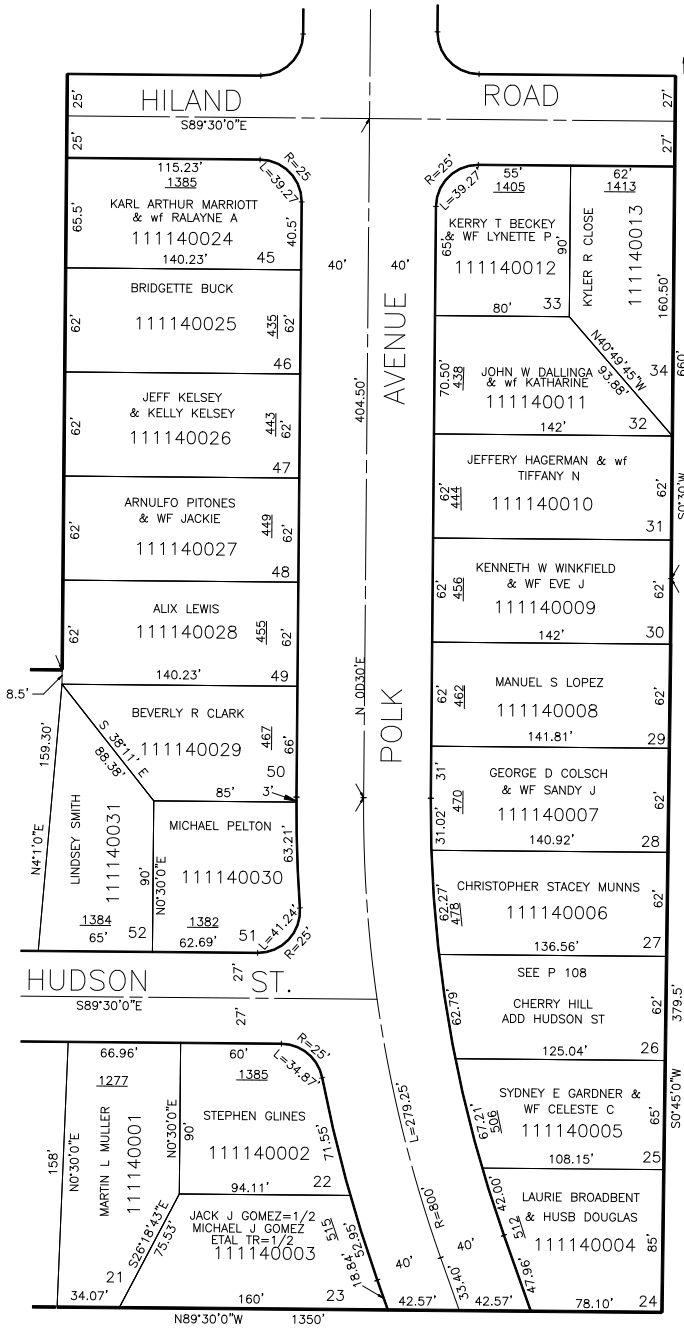 HILAND
ROAD
25'
25'
S89°30'0"E
27'
27'
115.23'
1385
R=25
L=39.27
KARL ARTHUR MARRIOTT
& wf RALAYNE A
111140024
65.5'
40.5'
140.23'
45
R=25'
L=39.27'
55'
1405
62'
1413
KERRY T BECKEY
& WF LYNETTE P
111140012
65'
90'
80'
33
KYLER R CLOSE
111140013
160.50'
34
N40°49'45"W
93.88'
660'
40'
40'
AVENUE
404.50'
BRIDGETTE BUCK
111140025
62'
435
62'
46
JOHN W DALLINGA
& wf KATHARINE
111140011
70.50'
438
142'
32
JEFF KELSEY
& KELLY KELSEY
111140026
62'
443
62'
47
JEFFERY HAGERMAN & wf
TIFFANY N
111140010
62'
444
62'
31
S0°30'W
ARNULFO PITONES
& WF JACKIE
111140027
62'
449
62'
48
KENNETH W WINKFIELD
& WF EVE J
111140009
62'
456
62'
142'
30
ALIX LEWIS
111140028
62'
455
62'
140.23'
49
8.5'
N 0D30'E
POLK
MANUEL S LOPEZ
111140008
62'
462
62'
141.81'
29
BEVERLY R CLARK
111140029
S 38°11' E
88.38'
467
66'
50
85'
3'
159.30'
N4°1'0"E
GEORGE D COLSCH
& WF SANDY J
111140007
31'
31.02'
470
62'
140.92'
28
LINDSEY SMITH
111140031
90'
N0°30'0"E
1384
65'
52
MICHAEL PELTON
111140030
63.21'
1382
62.69'
51
L=41.24'
R=25'
CHRISTOPHER STACEY MUNNS
111140006
62.27'
478
62'
136.56'
27
HUDSON
ST.
27'
S89°30'0"E
27'
SEE P 108
CHERRY HILL
ADD HUDSON ST
62.79'
62'
125.04'
26
379.5'
S0°45'0"W
66.96'
1277
60'
1385
R=25'
L=34.87'
MARTIN L MULLER
111140001
158'
N0°30'0"E
N0°30'0"E
90'
STEPHEN GLINES
111140002
71.55'
94.11'
22
L=279.25'
R=800'
SYDNEY E GARDNER &
WF CELESTE C
111140005
67.21'
506
65'
108.15'
25
S26°18'43"E
75.53'
21
34.07'
JACK J GOMEZ=1/2
MICHAEL J GOMEZ
ETAL TR=1/2
111140003
515
52.95'
18.84'
160'
23
40'
40'
33.40'
LAURIE BROADBENT
& HUSB DOUGLAS
111140004
42.00'
512
47.96'
85'
42.57'
42.57'
78.10'
24
N89°30'0"W
1350'